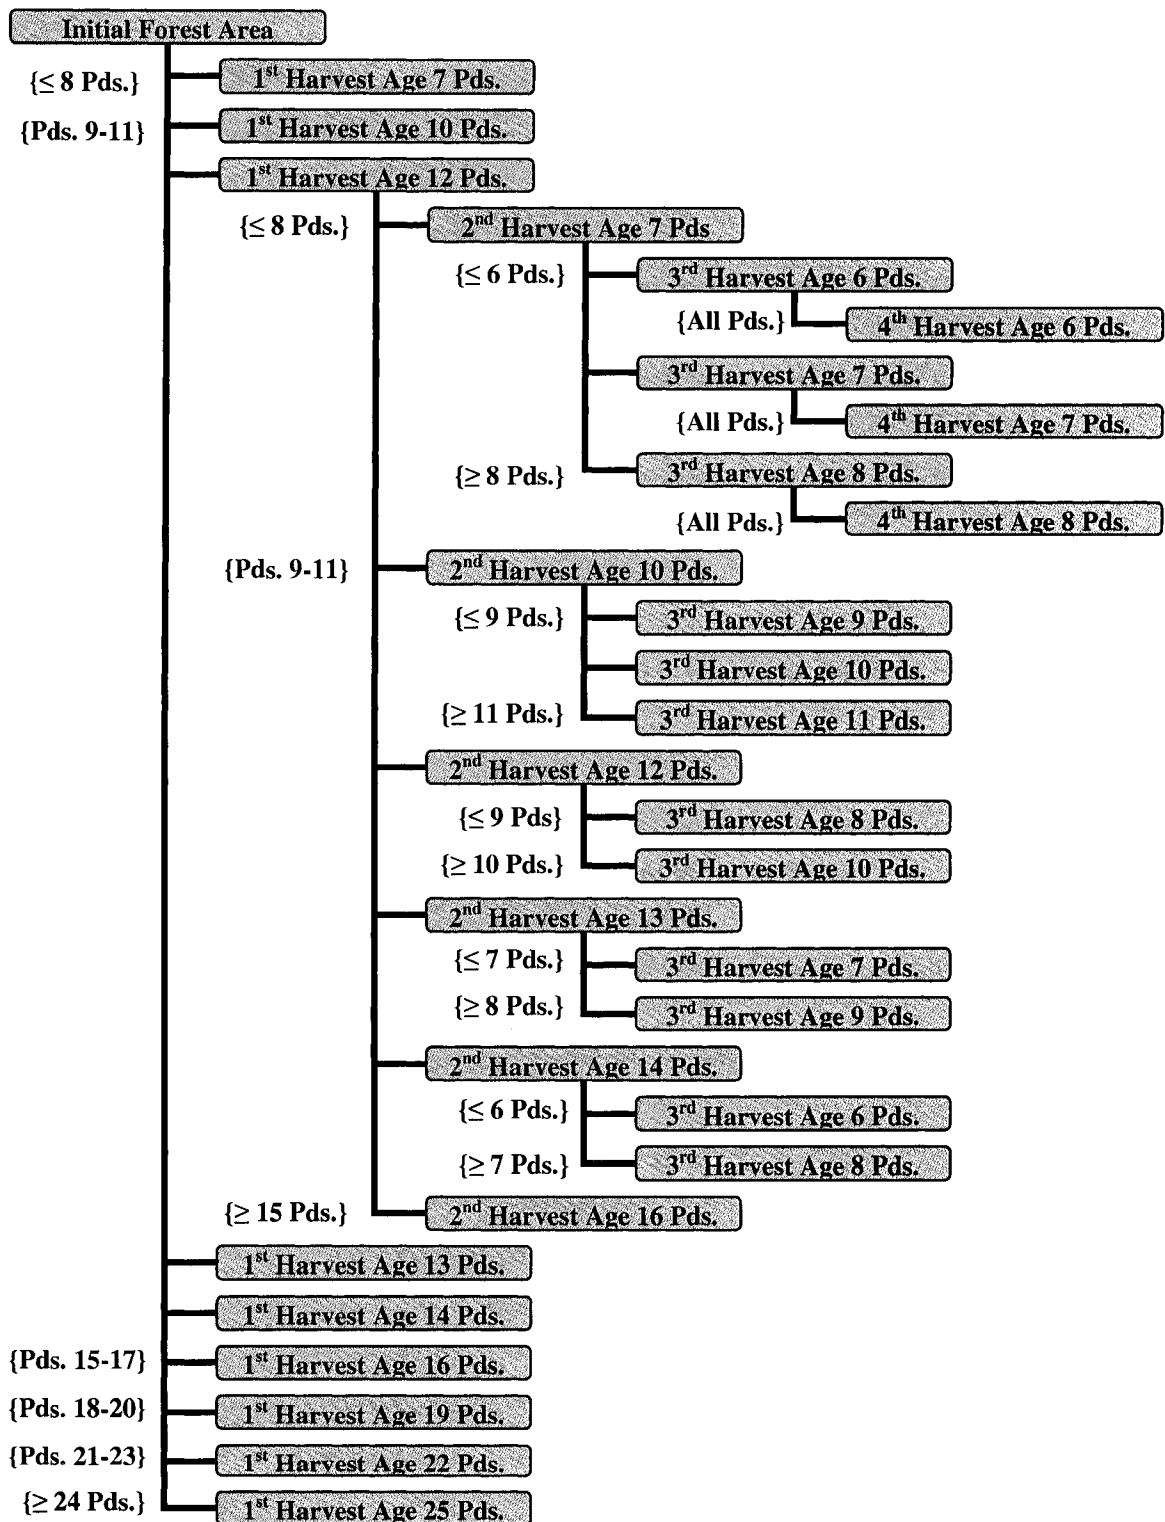 Initial Forest Area
{≤ 8 Pds.} 1st Harvest Age 7 Pds.
{Pds. 9-11} 1st Harvest Age 10 Pds.
1st Harvest Age 12 Pds.
{≤ 8 Pds.} 2nd Harvest Age 7 Pds
{≤ 6 Pds.} 3rd Harvest Age 6 Pds.
{All Pds.} 4th Harvest Age 6 Pds.
3rd Harvest Age 7 Pds.
{All Pds.} 4th Harvest Age 7 Pds.
{≥ 8 Pds.} 3rd Harvest Age 8 Pds.
{All Pds.} 4th Harvest Age 8 Pds.
{Pds. 9-11} 2nd Harvest Age 10 Pds.
{≤ 9 Pds.} 3rd Harvest Age 9 Pds.
3rd Harvest Age 10 Pds.
{≥ 11 Pds.} 3rd Harvest Age 11 Pds.
2nd Harvest Age 12 Pds.
{≤ 9 Pds} 3rd Harvest Age 8 Pds.
{≥ 10 Pds.} 3rd Harvest Age 10 Pds.
2nd Harvest Age 13 Pds.
{≤ 7 Pds.} 3rd Harvest Age 7 Pds.
{≥ 8 Pds.} 3rd Harvest Age 9 Pds.
2nd Harvest Age 14 Pds.
{≤ 6 Pds.} 3rd Harvest Age 6 Pds.
{≥ 7 Pds.} 3rd Harvest Age 8 Pds.
{≥ 15 Pds.} 2nd Harvest Age 16 Pds.
1st Harvest Age 13 Pds.
1st Harvest Age 14 Pds.
{Pds. 15-17} 1st Harvest Age 16 Pds.
{Pds. 18-20} 1st Harvest Age 19 Pds.
{Pds. 21-23} 1st Harvest Age 22 Pds.
{≥ 24 Pds.} 1st Harvest Age 25 Pds.